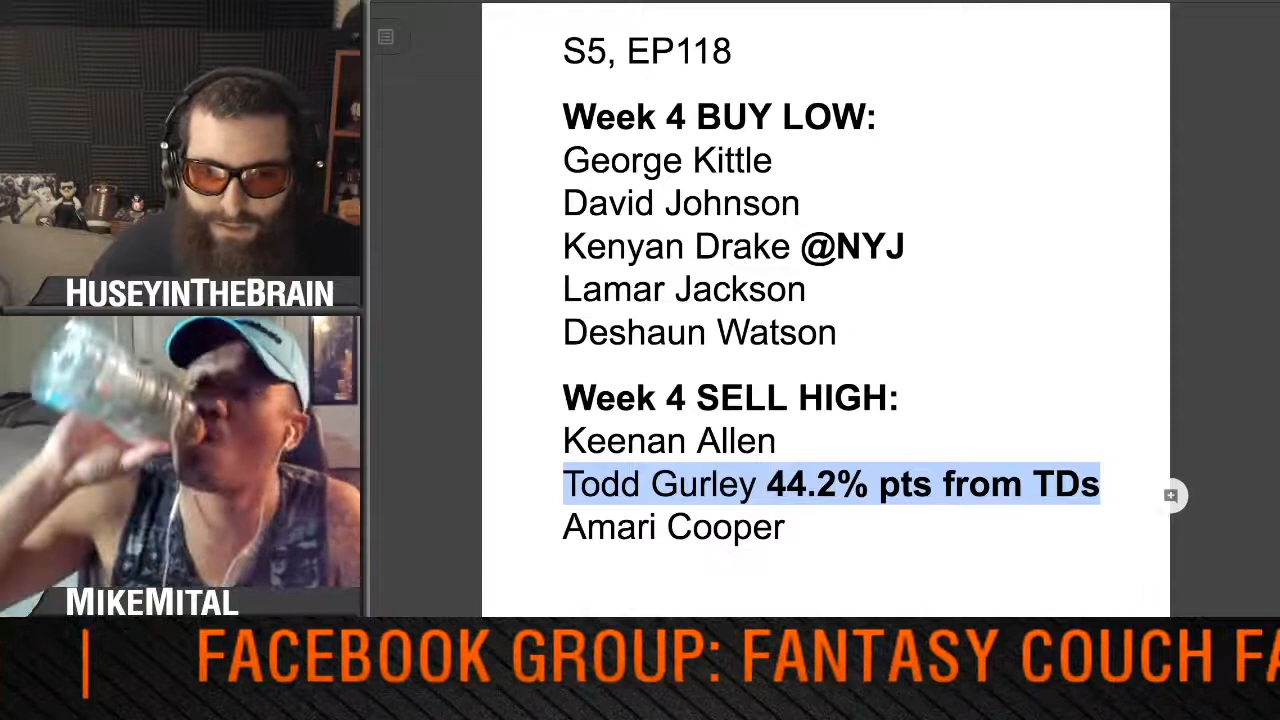 S5, EP118
Week 4 BUY LOW:
George Kittle
David Johnson
Kenyan Drake @NYJ
Lamar Jackson
Deshaun Watson
Week 4 SELL HIGH:
Keenan Allen
Todd Gurley 44.2% pts from TDs
Amari Cooper
HUSEYINTHEBRAIN
MIKEMITAL
| FACEBOOK GROUP: FANTASY COUCH FA